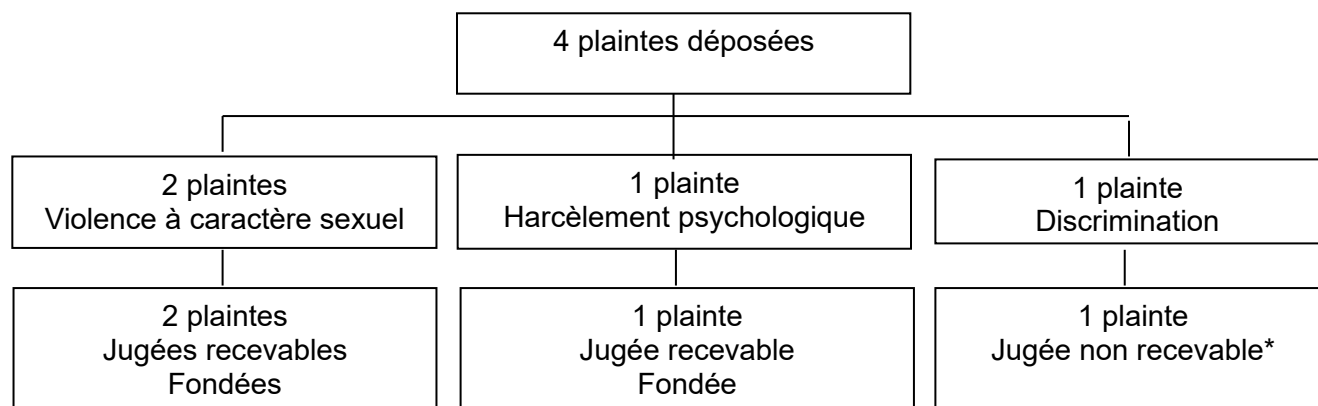 4 plaintes déposées
2 plaintes
Violence à caractère sexuel
1 plainte
Harcèlement psychologique
1 plainte
Discrimination
2 plaintes
Jugées recevables
Fondées
1 plainte
Jugée recevable
Fondée
1 plainte
Jugée non recevable*